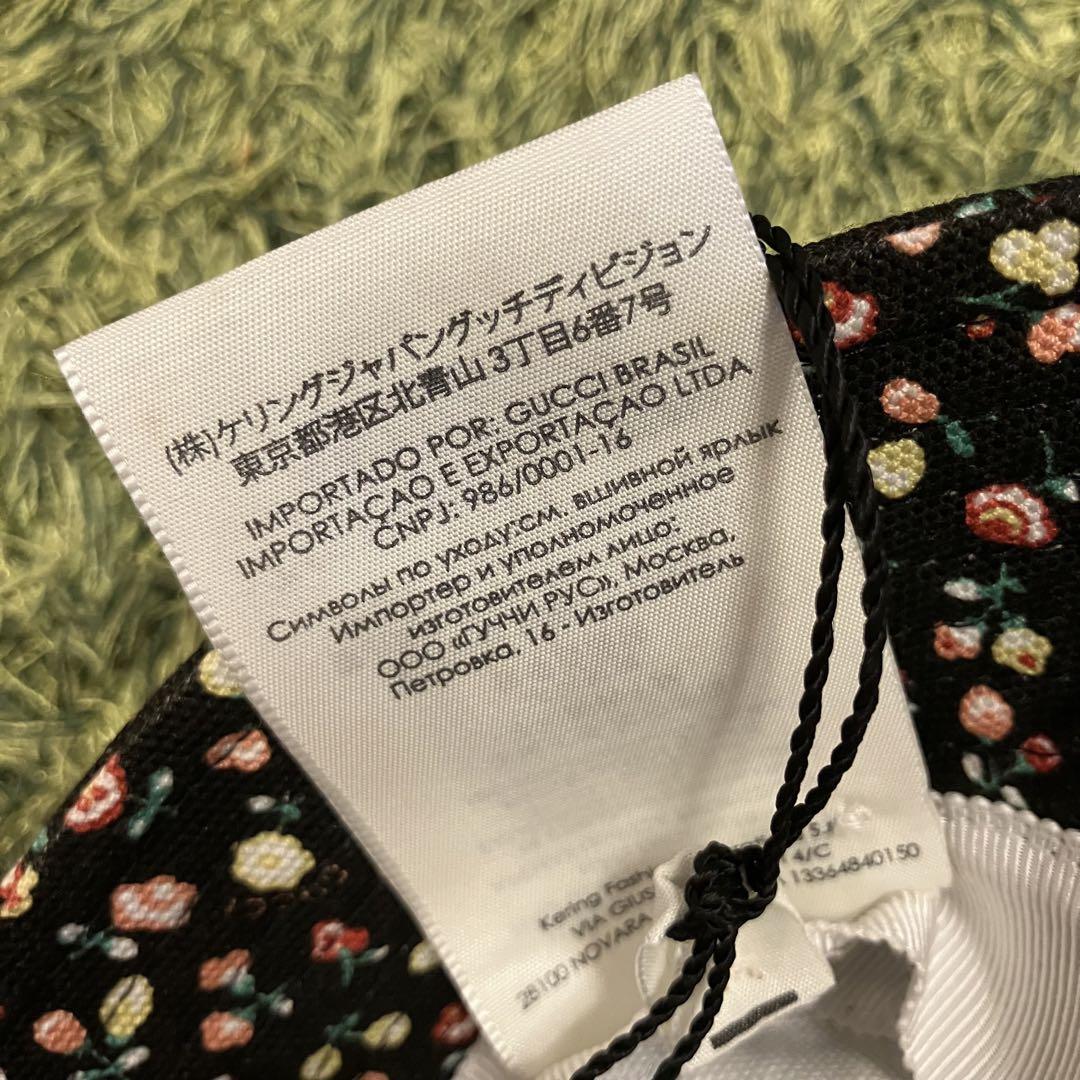 (株)ケリングジャパングッチディビジョン
東京都港区北青山3丁目6番7号
IMPORTADO POR: GUCCI BRASIL
IMPORTAÇAO E EXPORTAÇAO LTDA
CNPJ: 986/0001-16
Символы по уходу:см. вшивной ярлык
Импортер и уполномоченное
изготовителем лицо:
ООО «ГУЧЧИ РУС», Москва,
Петровка, 16 - Изготовитель
Kering
VIA
4/C
28100 NOVARA
13364840150